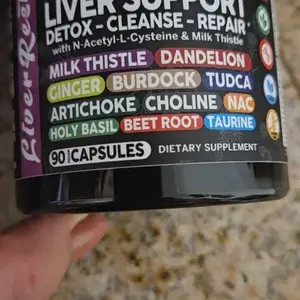 LIVER SUPPORT
DETOX - CLEANSE - REPAIR
with N-Acetyl-L-Cysteine & Milk Thistle
MILK THISTLE DANDELION
GINGER BURDOCK TUDCA
ARTICHOKE CHOLINE NAC
HOLY BASIL BEET ROOT TAURINE
90 CAPSULES DIETARY SUPPLEMENT